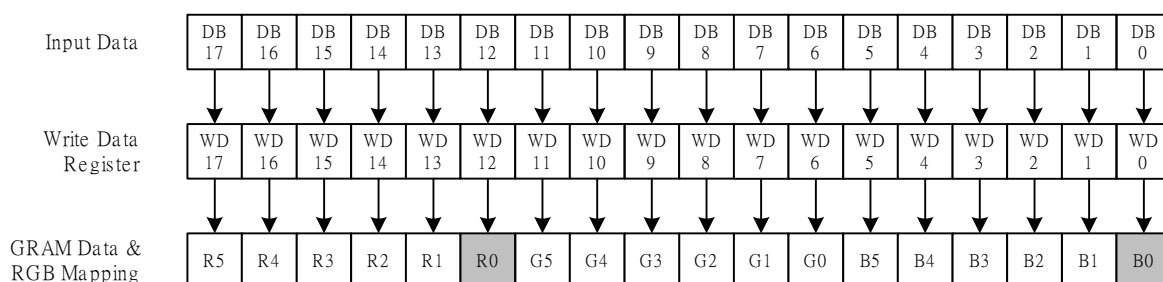 Input Data DB 17 DB 16 DB 15 DB 14 DB 13 DB 12 DB 11 DB 10 DB 9 DB 8 DB 7 DB 6 DB 5 DB 4 DB 3 DB 2 DB 1 DB 0
Write Data Register WD 17 WD 16 WD 15 WD 14 WD 13 WD 12 WD 11 WD 10 WD 9 WD 8 WD 7 WD 6 WD 5 WD 4 WD 3 WD 2 WD 1 WD 0
GRAM Data & RGB Mapping R5 R4 R3 R2 R1 R0 G5 G4 G3 G2 G1 G0 B5 B4 B3 B2 B1 B0